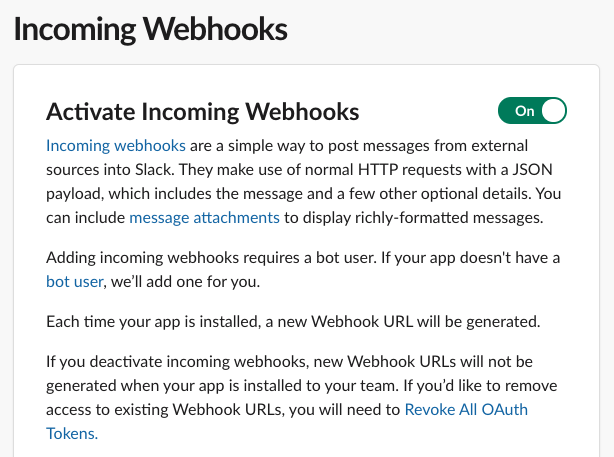 Incoming Webhooks
Activate Incoming Webhooks
On
Incoming webhooks are a simple way to post messages from external
sources into Slack. They make use of normal HTTP requests with a JSON
payload, which includes the message and a few other optional details. You
can include message attachments to display richly-formatted messages.
Adding incoming webhooks requires a bot user. If your app doesn't have a
bot user, we’ll add one for you.
Each time your app is installed, a new Webhook URL will be generated.
If you deactivate incoming webhooks, new Webhook URLs will not be
generated when your app is installed to your team. If you’d like to remove
access to existing Webhook URLs, you will need to Revoke All OAuth
Tokens.